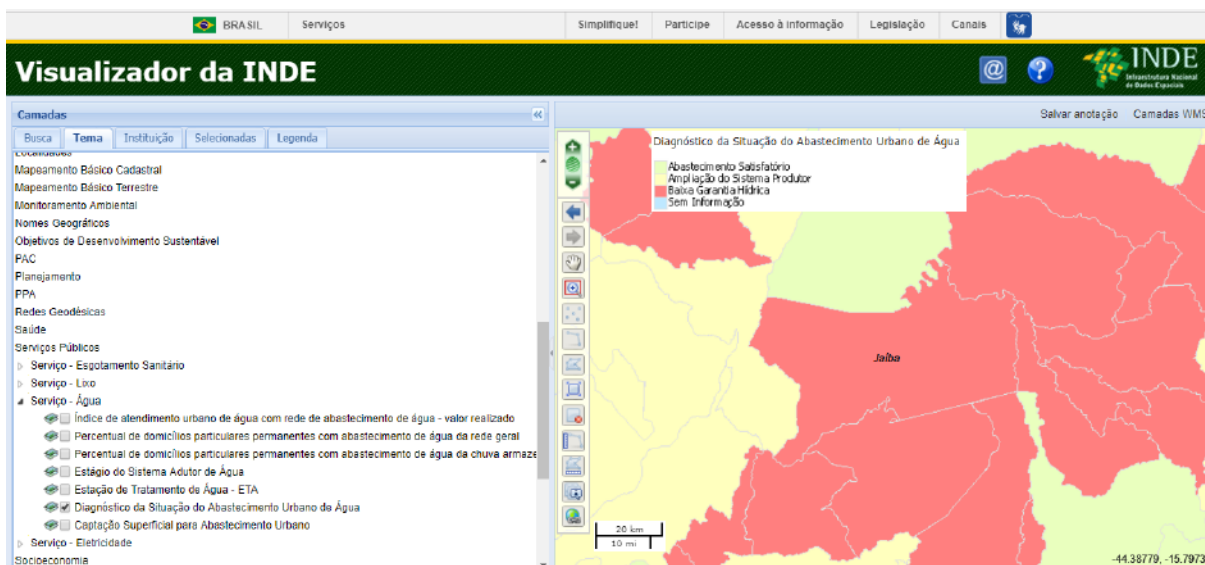 BRASIL Serviços Simplifique! Participe Acesso à informação Legislação Canais
Visualizador da INDE
INDE
Infraestrutura Nacional
de Dados Espaciais
Camadas
Salvar anotação Camadas WMS
Busca Tema Instituição Selecionadas Legenda
Localidades
Mapeamento Básico Cadastral
Mapeamento Básico Terrestre
Monitoramento Ambiental
Nomes Geográficos
Objetivos de Desenvolvimento Sustentável
PAC
Planejamento
PPA
Redes Geodésicas
Saúde
Serviços Públicos
Serviço - Esgotamento Sanitário
Serviço - Lixo
Serviço - Água
Índice de atendimento urbano de água com rede de abastecimento de água - valor realizado
Percentual de domicílios particulares permanentes com abastecimento de água da rede geral
Percentual de domicílios particulares permanentes com abastecimento de água da chuva armaze
Estágio do Sistema Adutor de Água
Estação de Tratamento de Água - ETA
Diagnóstico da Situação do Abastecimento Urbano de Água
Captação Superficial para Abastecimento Urbano
Serviço - Eletricidade
Socioeconomia
Diagnóstico da Situação do Abastecimento Urbano de Água
Abastecimento Satisfatório
Ampliação do Sistema Produtor
Baixa Garantia Hídrica
Sem Informação
Jaíba
20 km
10 mi
-44.38779, -15.7973